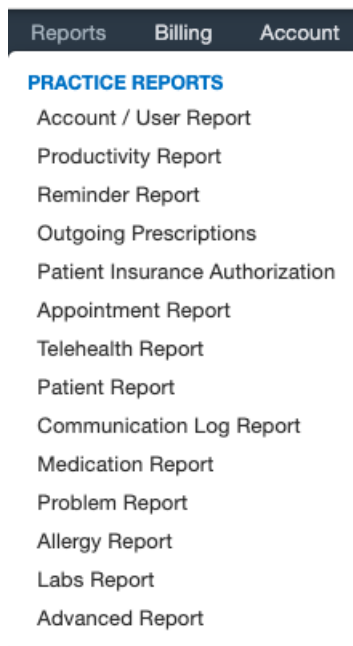 Reports Billing Account
PRACTICE REPORTS
Account / User Report
Productivity Report
Reminder Report
Outgoing Prescriptions
Patient Insurance Authorization
Appointment Report
Telehealth Report
Patient Report
Communication Log Report
Medication Report
Problem Report
Allergy Report
Labs Report
Advanced Report